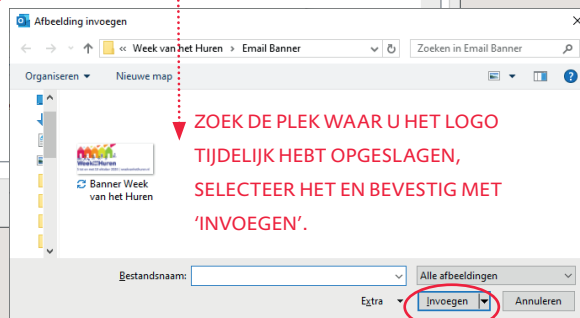 Afbeelding invoegen
« Week van het Huren › Email Banner
Zoeken in Email Banner
Organiseren
Nieuwe map
ZOEK DE PLEK WAAR U HET LOGO
TIJDELIJK HEBT OPGESLAGEN,
SELECTEER HET EN BEVESTIG MET
'INVOEGEN'.
Banner Week
van het Huren
Bestandsnaam:
Alle afbeeldingen
Extra
Invoegen
Annuleren